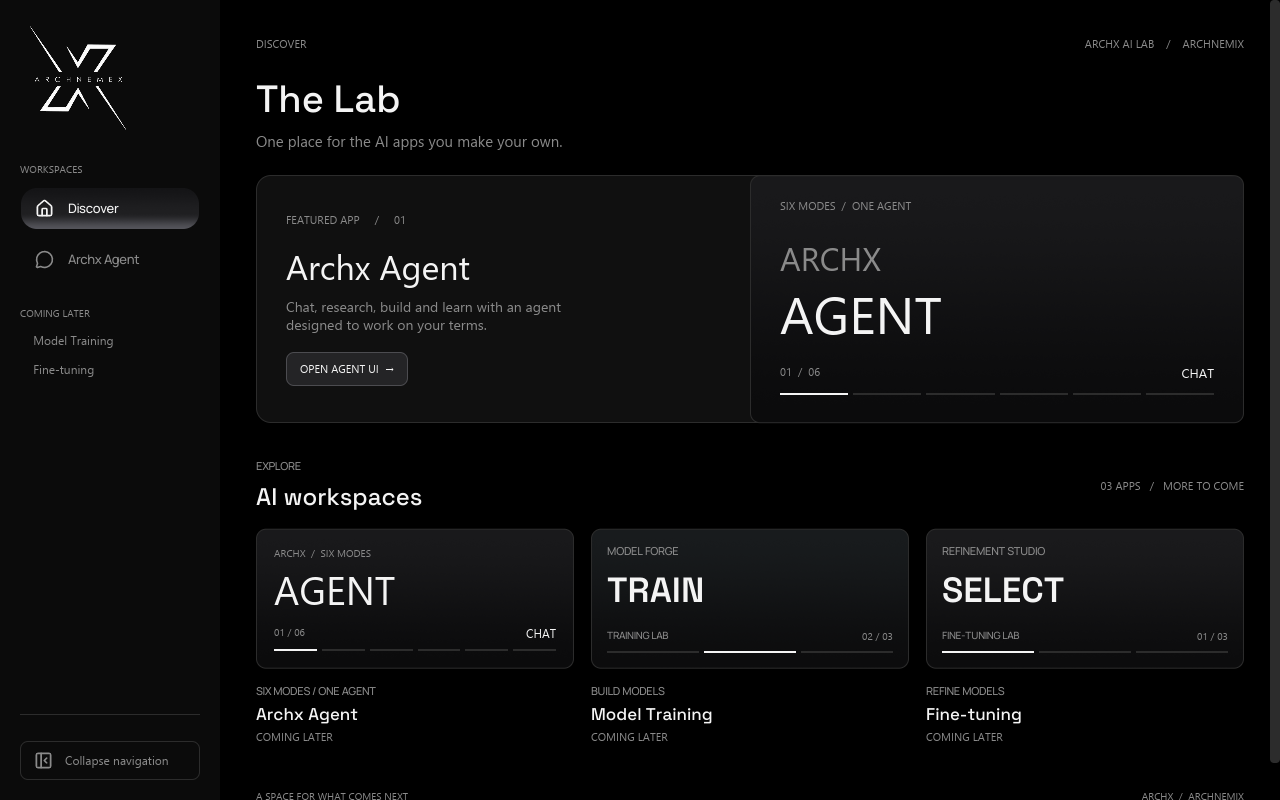 ARCHNEMEX
WORKSPACES
Discover
Archx Agent
COMING LATER
Model Training
Fine-tuning
Collapse navigation
DISCOVER
ARCHX AI LAB / ARCHNEMIX
The Lab
One place for the AI apps you make your own.
FEATURED APP / 01
Archx Agent
Chat, research, build and learn with an agent
designed to work on your terms.
OPEN AGENT UI →
SIX MODES / ONE AGENT
ARCHX
AGENT
01 / 06
CHAT
EXPLORE
AI workspaces
03 APPS / MORE TO COME
ARCHX / SIX MODES
AGENT
01 / 06
CHAT
SIX MODES / ONE AGENT
Archx Agent
COMING LATER
MODEL FORGE
TRAIN
TRAINING LAB
02 / 03
BUILD MODELS
Model Training
COMING LATER
REFINEMENT STUDIO
SELECT
FINE-TUNING LAB
01 / 03
REFINE MODELS
Fine-tuning
COMING LATER
A SPACE FOR WHAT COMES NEXT
ARCHX / ARCHNEMIX